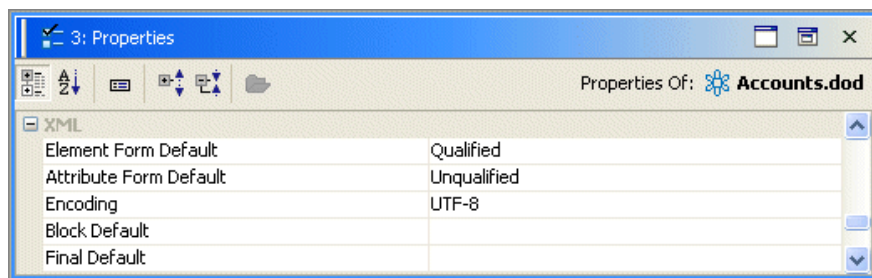 3: Properties
Properties Of: Accounts.dod
XML
Element Form Default Qualified
Attribute Form Default Unqualified
Encoding UTF-8
Block Default
Final Default